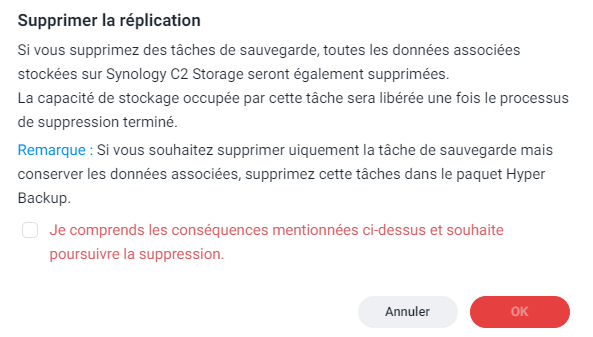 Supprimer la réplication
Si vous supprimez des tâches de sauvegarde, toutes les données associées
stockées sur Synology C2 Storage seront également supprimées.
La capacité de stockage occupée par cette tâche sera libérée une fois le processus
de suppression terminé.
Remarque : Si vous souhaitez supprimer uiquement la tâche de sauvegarde mais
conserver les données associées, supprimez cette tâches dans le paquet Hyper
Backup.
Je comprends les conséquences mentionnées ci-dessus et souhaite
poursuivre la suppression.
Annuler OK